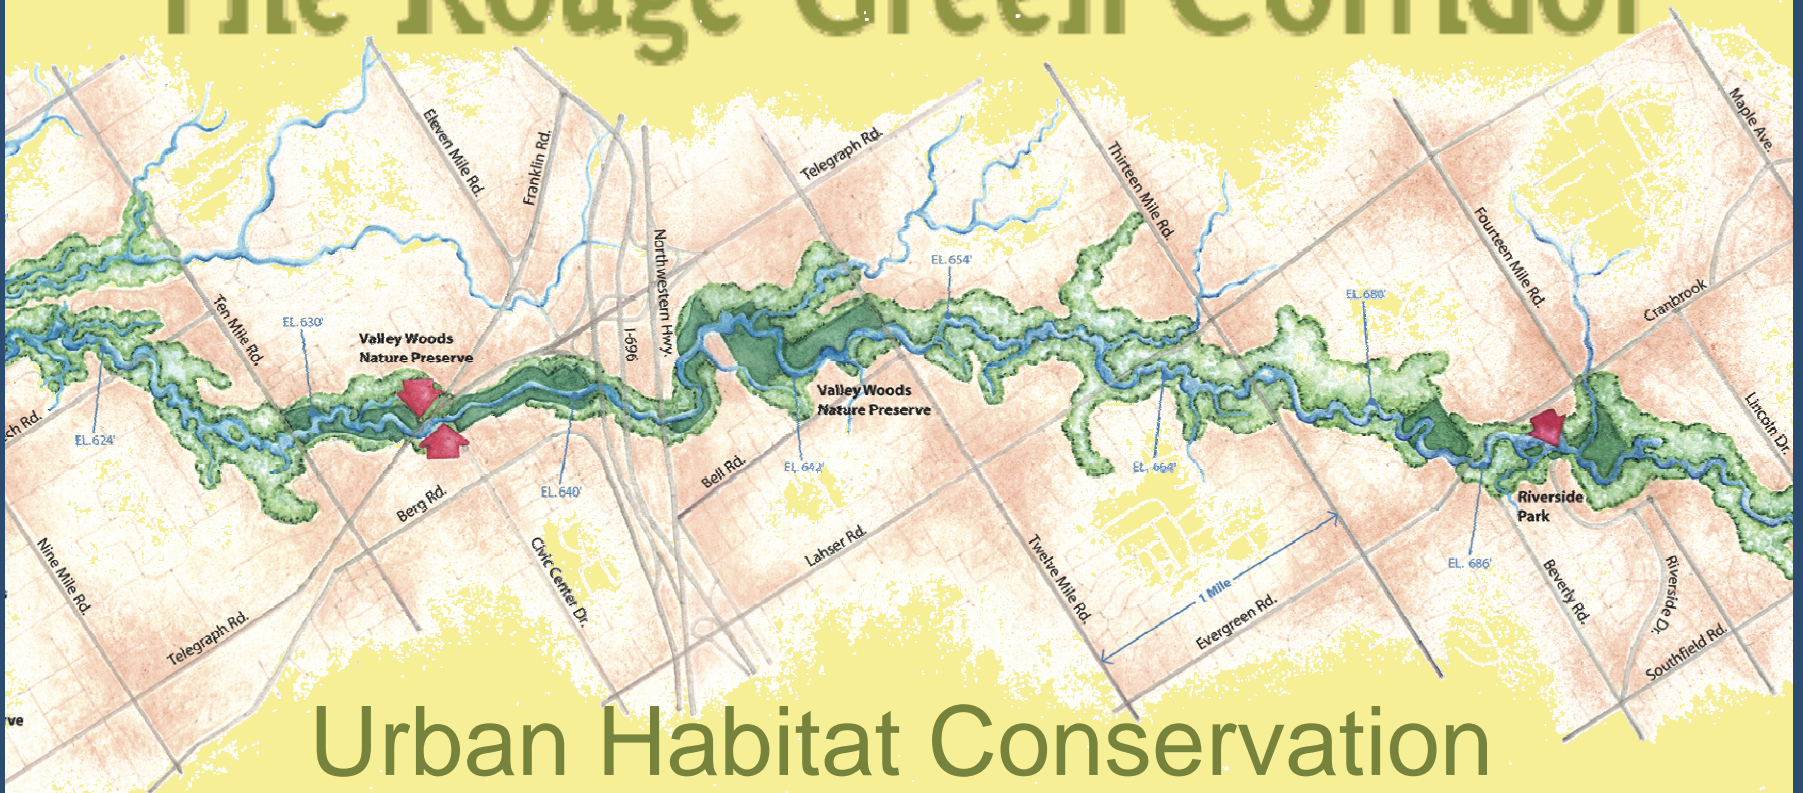 The Rouge Green Corridor
Maple Ave.
Eleven Mile Rd.
Franklin Rd.
Telegraph Rd.
Thirteen Mile Rd.
Fourteen Mile Rd.
Northwestern Hwy.
EL.654'
EL.680'
Cranbrook
Ten Mile Rd.
EL.630'
Valley Woods
Nature Preserve
I-696
Valley Woods
Nature Preserve
Lincoln Dr.
EL.624'
EL.640'
Bell Rd.
EL.642'
EL. 664'
Berg Rd.
Riverside
Park
Nine Mile Rd.
Civic Center Dr.
Lahser Rd.
Twelve Mile Rd.
1 Mile
EL. 686'
Beverly Rd.
Riverside Dr.
Evergreen Rd.
Telegraph Rd.
Southfield Rd.
Urban Habitat Conservation